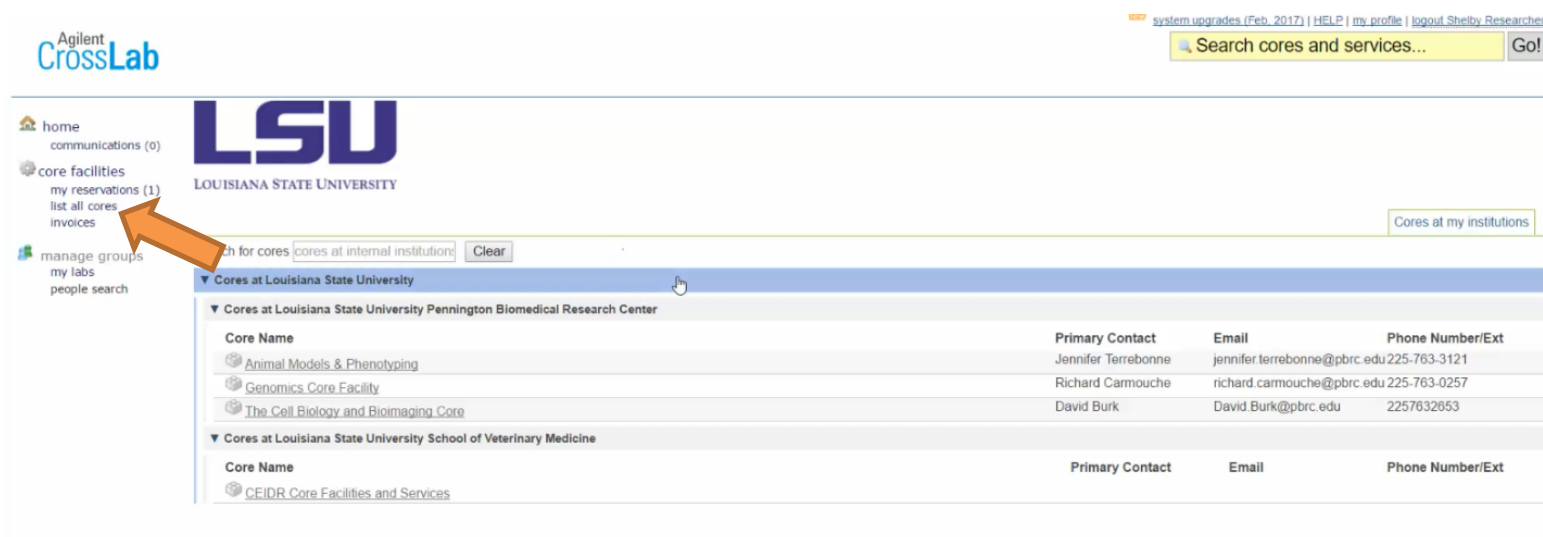 system upgrades (Feb, 2017) | HELP | my profile | logout Shelby Researcher
Agilent
CrossLab
Search cores and services... Go!
home
communications (0)
core facilities
my reservations (1)
list all cores
invoices
manage groups
my labs
people search
LSU
LOUISIANA STATE UNIVERSITY
Cores at my institutions
ch for cores cores at internal institution Clear
▼ Cores at Louisiana State University
▼ Cores at Louisiana State University Pennington Biomedical Research Center
Core Name Primary Contact Email Phone Number/Ext
Animal Models & Phenotyping Jennifer Terrebonne jennifer.terrebonne@pbrc.edu 225-763-3121
Genomics Core Facility Richard Carmouche richard.carmouche@pbrc.edu 225-763-0257
The Cell Biology and Bioimaging Core David Burk David.Burk@pbrc.edu 2257632653
▼ Cores at Louisiana State University School of Veterinary Medicine
Core Name Primary Contact Email Phone Number/Ext
CEIDR Core Facilities and Services